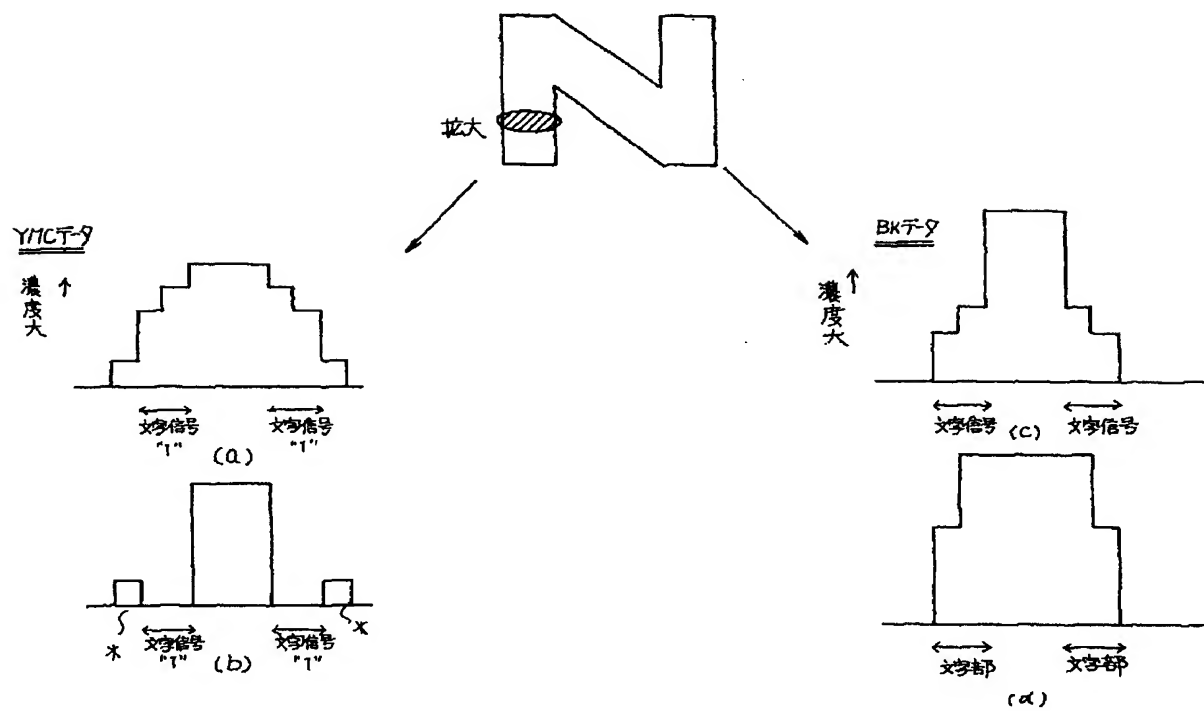 拡大
YMCデータ
濃度大 ↑
文字信号 文字信号
"1" "1"
(a)
文字信号 文字信号
"1" "1"
* *
(b)
Bkデータ
濃度大 ↑
文字信号 文字信号
(c)
文字部 文字部
(d)